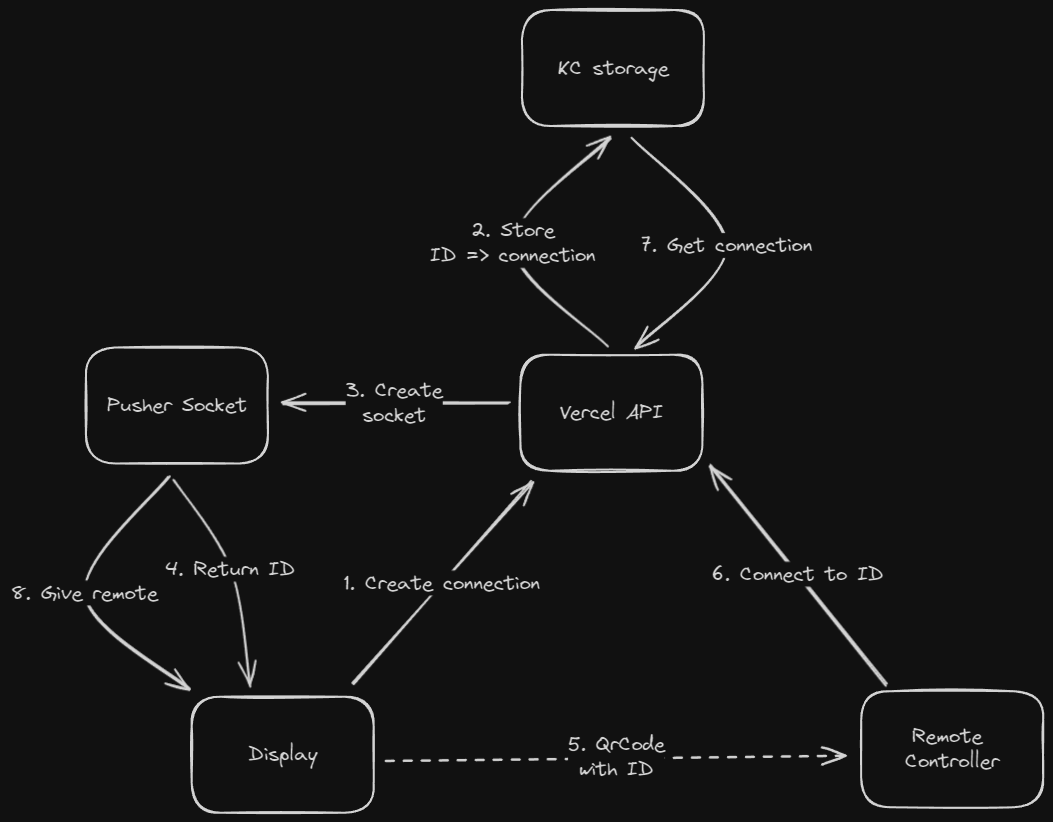 KC storage
2. Store
ID => connection
7. Get connection
3. Create
socket
Pusher Socket
Vercel API
4. Return ID
8. Give remote
1. Create connection
6. Connect to ID
5. QrCode
with ID
Display
Remote
Controller